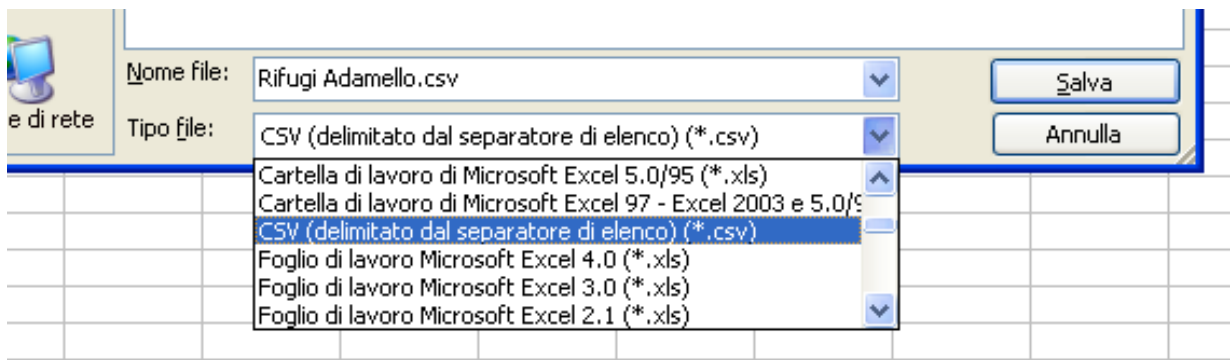 Nome file:
Rifugi Adamello.csv
Salva
e di rete
Tipo file:
CSV (delimitato dal separatore di elenco) (*.csv)
Annulla
Cartella di lavoro di Microsoft Excel 5.0/95 (*.xls)
Cartella di lavoro di Microsoft Excel 97 - Excel 2003 e 5.0/9
CSV (delimitato dal separatore di elenco) (*.csv)
Foglio di lavoro Microsoft Excel 4.0 (*.xls)
Foglio di lavoro Microsoft Excel 3.0 (*.xls)
Foglio di lavoro Microsoft Excel 2.1 (*.xls)